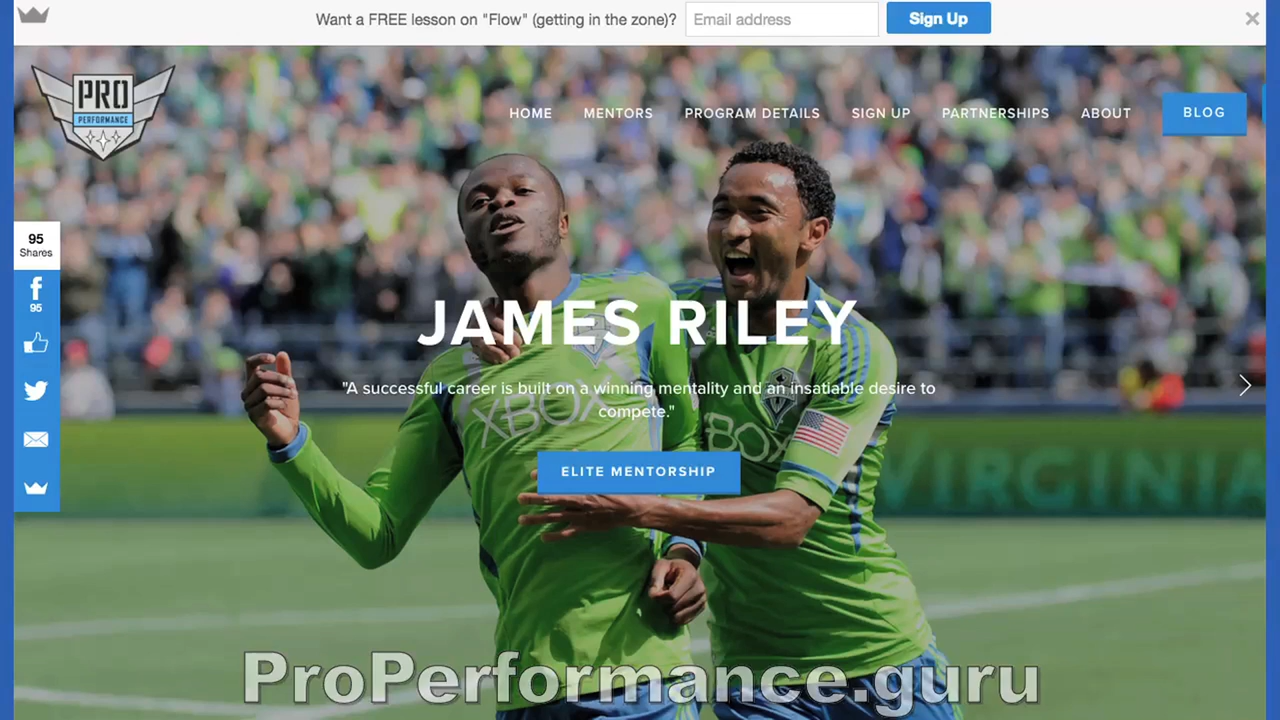 Want a FREE lesson on "Flow" (getting in the zone)?
Email address
Sign Up
PRO
PERFORMANCE
HOME
MENTORS
PROGRAM DETAILS
SIGN UP
PARTNERSHIPS
ABOUT
BLOG
95
Shares
95
JAMES RILEY
"A successful career is built on a winning mentality and an insatiable desire to
compete."
XBOX
XBOX
ELITE MENTORSHIP
VIRGINIA
ProPerformance.guru